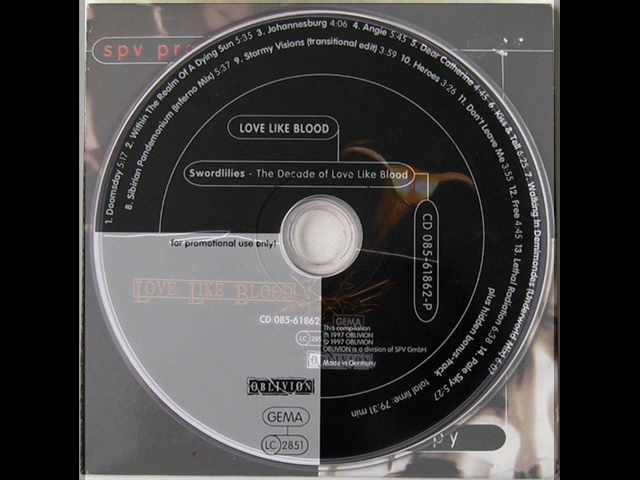 spv pr
1. Doomsday 5:17 2. Within The Realm Of A Dying Sun 5:35 3. Johannesburg 4:06 4. Angie 5:45 5. Dear Catherine 4:45 6. Kiss & Tell 6:25 7. Walking In Demimondes (Underworld Mix) 6:09
8. Sibirian Pandemonium (Inferno Mix) 5:37 9. Stormy Visions (transitional edit) 3:59 10. Heroes 3:26 11. Don't Leave Me 3:55 12. Free 4:45 13. Lethal Radiation 6:38 14. Pale Sky 5:27
plus hidden bonus-track total time: 79:31 min
LOVE LIKE BLOOD
Swordlilies - The Decade of Love Like Blood
CD 085-61862-P
for promotional use only!
LOVE LIKE BLOOD
CD 085-61862
GEMA
LC 285
This compilation
℗ 1997 OBLIVION
© 1997 OBLIVION
OBLIVION is a division of SPV GmbH
OBLIVION
Made in Germany
OBLIVION
GEMA
LC 2851
py